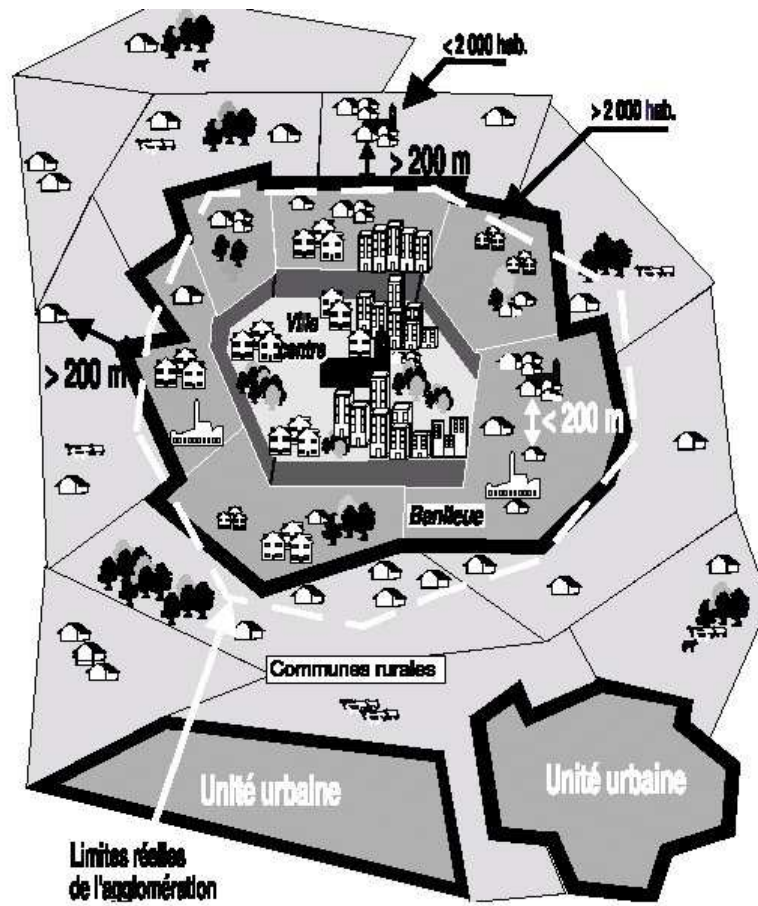 < 2 000 hab.
> 2 000 hab.
> 200 m
Ville
centre
> 200 m
< 200 m
Banlieue
Communes rurales
Unité urbaine
Unité urbaine
Limites réelles
de l'agglomération